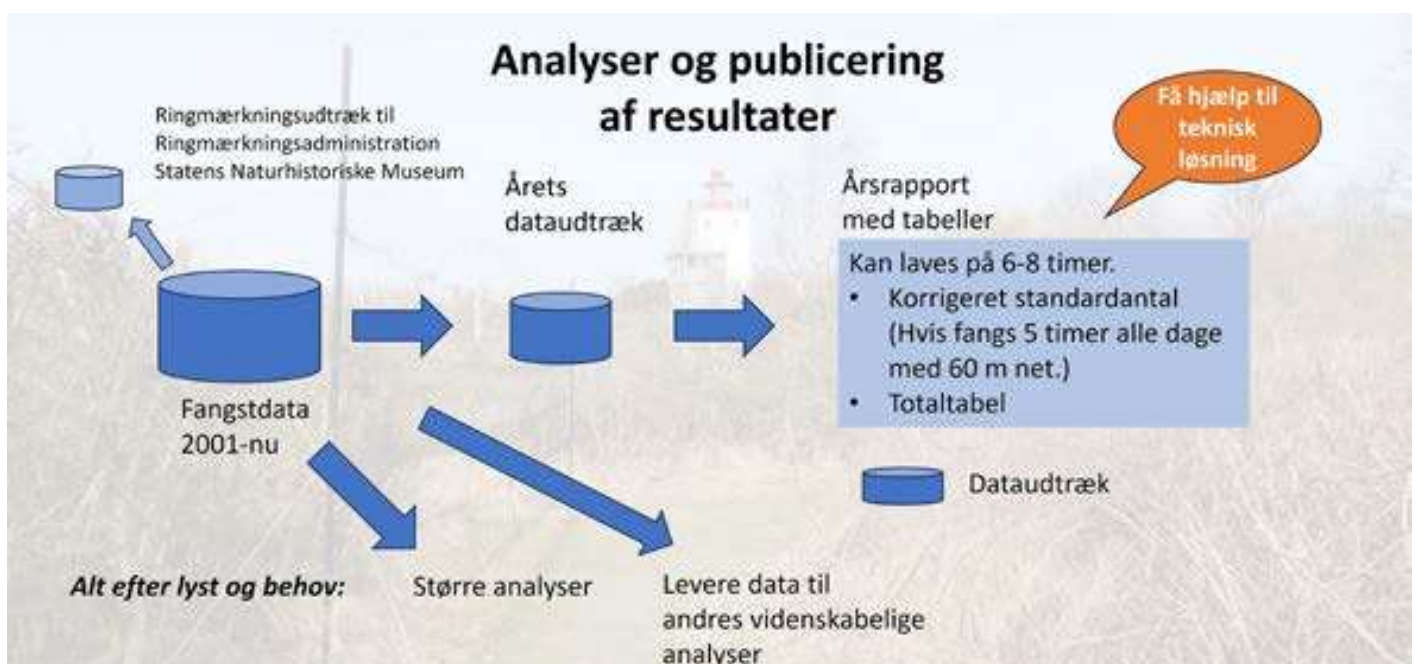 Analyser og publicering
af resultater
Ringmærkningsudtræk til
Ringmærkningsadministration
Statens Naturhistoriske Museum
Få hjælp til
teknisk
løsning
Årets
dataudtræk
Årsrapport
med tabeller
Kan laves på 6-8 timer.
• Korrigeret standardantal
(Hvis fangs 5 timer alle dage
med 60 m net.)
• Totaltabel
Fangstdata
2001-nu
Dataudtræk
Alt efter lyst og behov:
Større analyser
Levere data til
andres videnskabelige
analyser